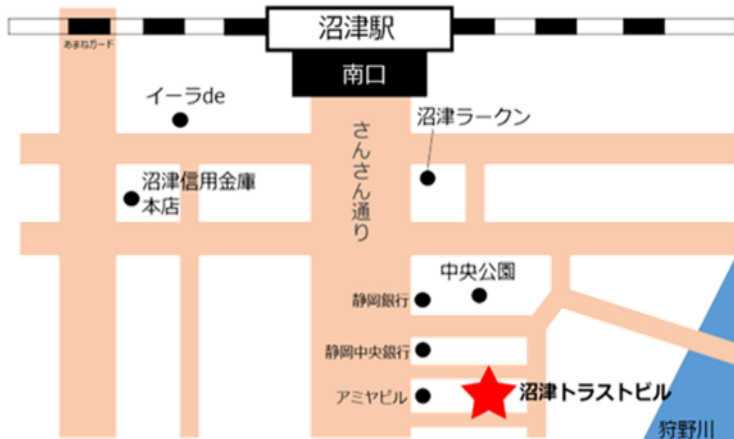 沼津駅
南口
あまねガード
イーラde
沼津ラークン
さんさん通り
沼津信用金庫
本店
中央公園
静岡銀行
静岡中央銀行
アミヤビル
沼津トラストビル
狩野川